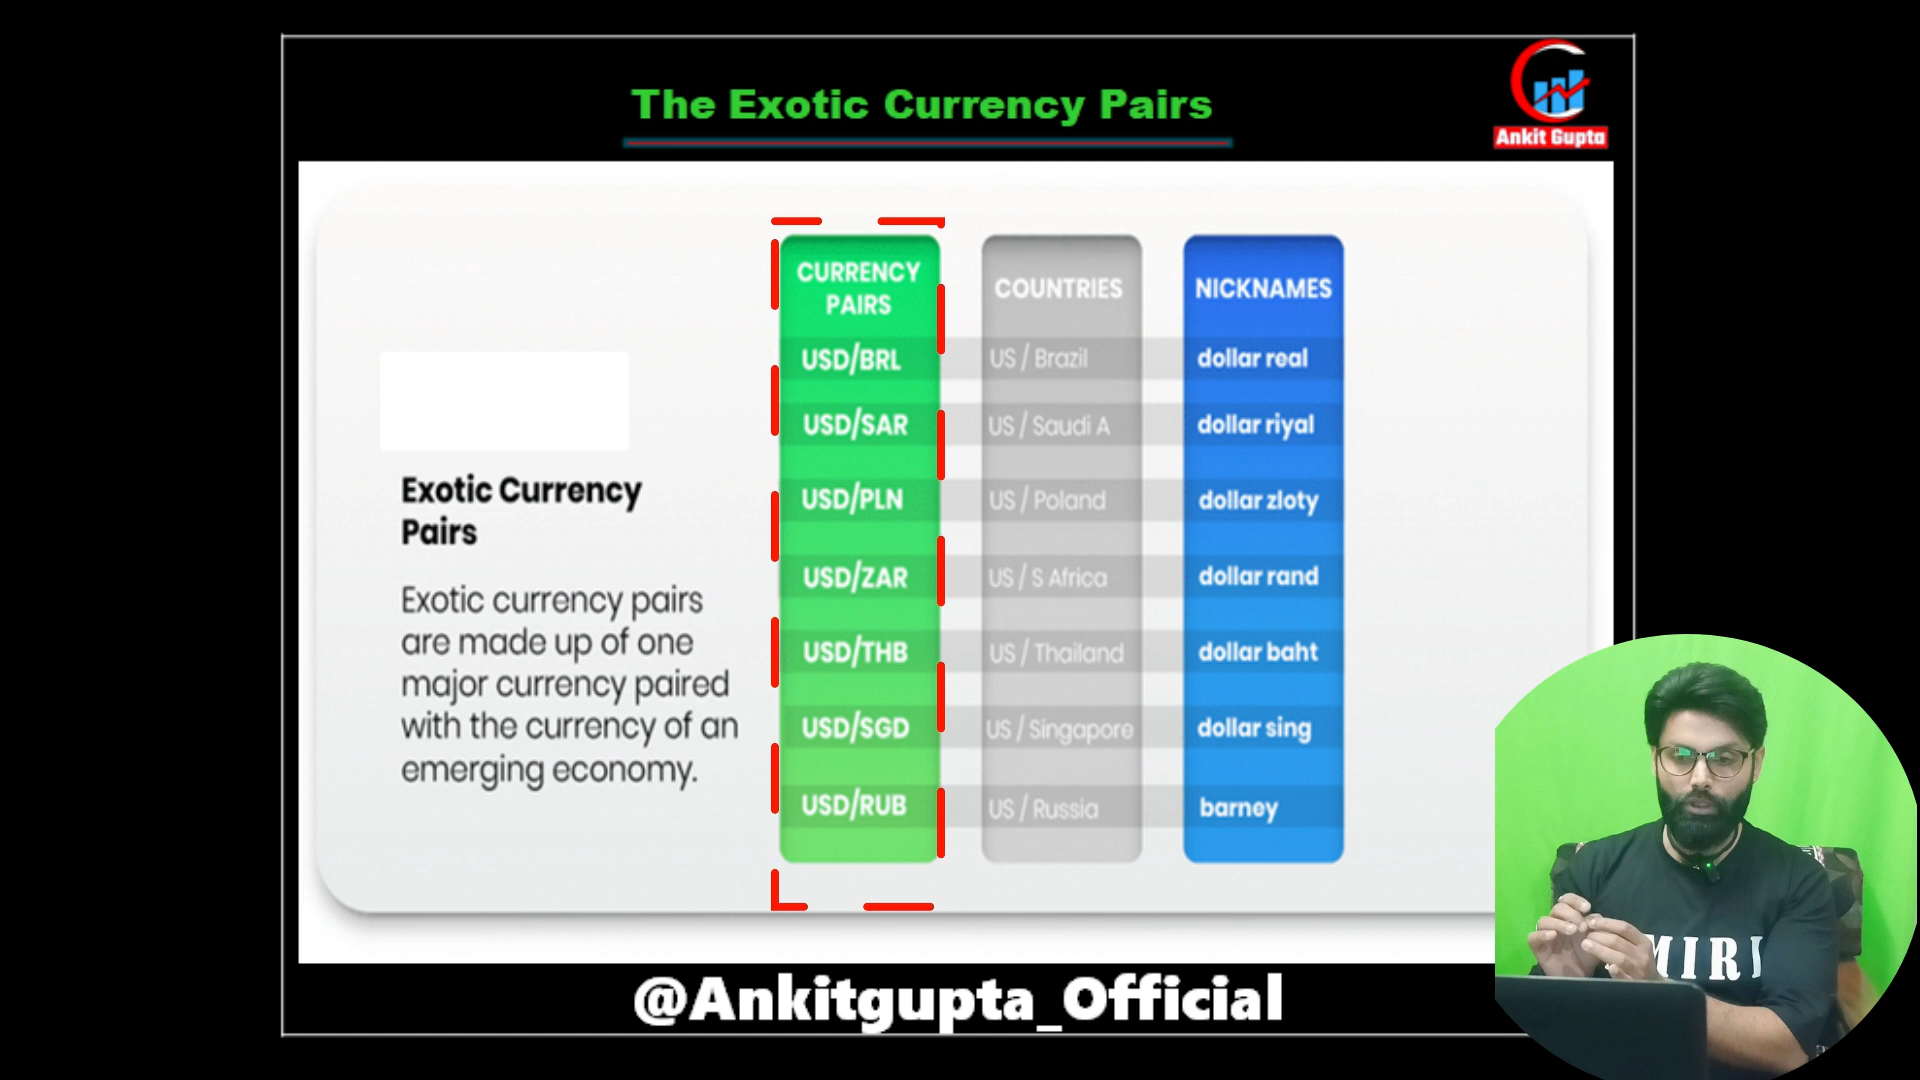 The Exotic Currency Pairs
Ankit Gupta
Exotic Currency
Pairs
Exotic currency pairs
are made up of one
major currency paired
with the currency of an
emerging economy.
CURRENCY PAIRS COUNTRIES NICKNAMES
USD/BRL US / Brazil dollar real
USD/SAR US / Saudi A dollar riyal
USD/PLN US / Poland dollar zloty
USD/ZAR US / S Africa dollar rand
USD/THB US / Thailand dollar baht
USD/SGD US / Singapore dollar sing
USD/RUB US / Russia barney
@Ankitgupta_Official
MIRI